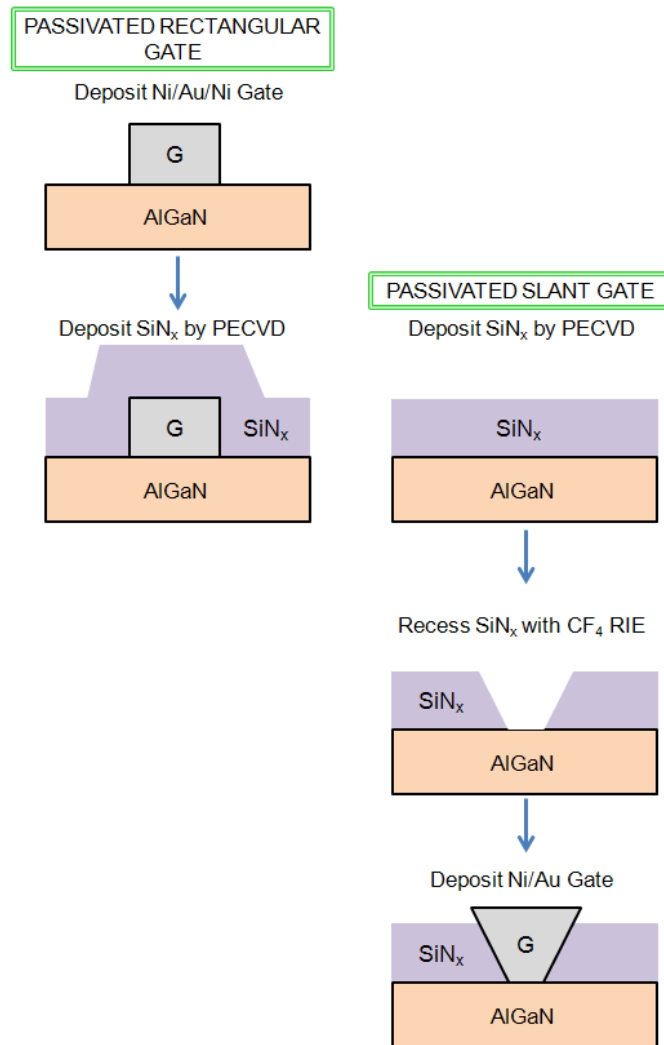 PASSIVATED RECTANGULAR
GATE
Deposit Ni/Au/Ni Gate
G
AlGaN
Deposit SiNₓ by PECVD
G
SiNₓ
AlGaN
PASSIVATED SLANT GATE
Deposit SiNₓ by PECVD
SiNₓ
AlGaN
Recess SiNₓ with CF₄ RIE
SiNₓ
AlGaN
Deposit Ni/Au Gate
G
SiNₓ
AlGaN